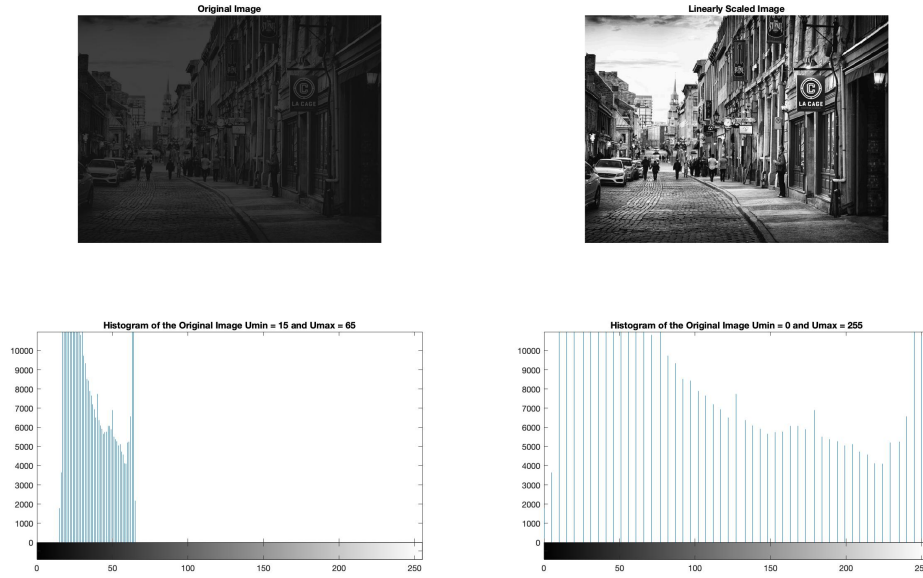 Original Image
Linearly Scaled Image
LA CAGE
LA CAGE
Histogram of the Original Image Umin = 15 and Umax = 65
10000
9000
8000
7000
6000
5000
4000
3000
2000
1000
0
0 50 100 150 200 250
Histogram of the Original Image Umin = 0 and Umax = 255
10000
9000
8000
7000
6000
5000
4000
3000
2000
1000
0
0 50 100 150 200